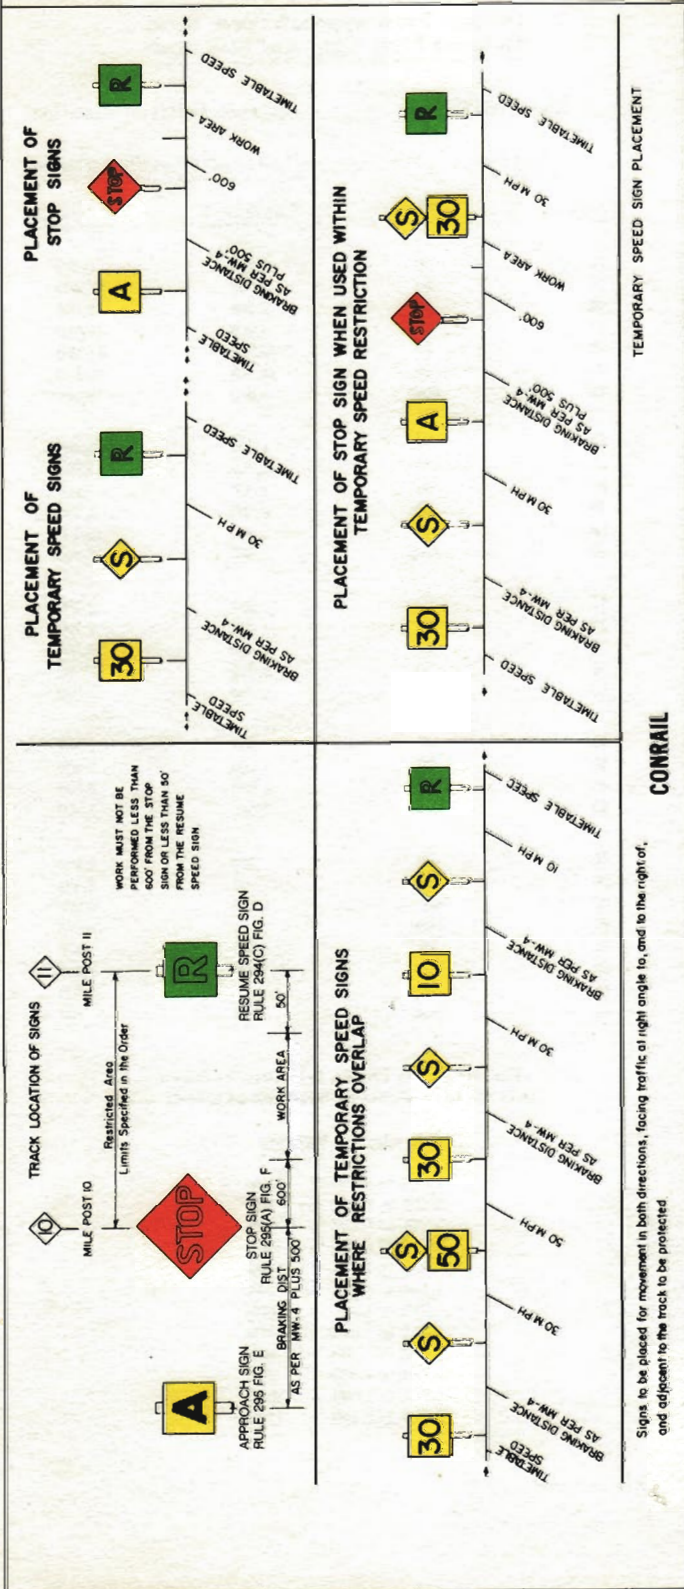 TRACK LOCATION OF SIGNS
10
11
MILE POST 10
MILE POST 11
Restricted Area
Limits Specified in the Order
WORK MUST NOT BE
PERFORMED LESS THAN
600' FROM THE STOP
SIGN OR LESS THAN 50'
FROM THE RESUME
SPEED SIGN
A
STOP
R
APPROACH SIGN
RULE 295 FIG. E
STOP SIGN
RULE 295(A) FIG. F
RESUME SPEED SIGN
RULE 294(C) FIG. D
BRAKING DIST
AS PER MW-4 PLUS 500'
600'
WORK AREA
50'
PLACEMENT OF
TEMPORARY SPEED SIGNS
30
S
R
TIMETABLE
SPEED
BRAKING DISTANCE
AS PER MW-4
30 MPH
TIMETABLE SPEED
PLACEMENT OF
STOP SIGNS
A
STOP
R
TIMETABLE
SPEED
BRAKING DISTANCE
AS PER MW-4
PLUS 500'
600'
WORK AREA
TIMETABLE SPEED
PLACEMENT OF TEMPORARY SPEED SIGNS
WHERE RESTRICTIONS OVERLAP
30
S
S
50
30
S
10
S
R
TIMETABLE
SPEED
BRAKING DISTANCE
AS PER MW-4
30 MPH
50 MPH
BRAKING DISTANCE
AS PER MW-4
30 MPH
BRAKING DISTANCE
AS PER MW-4
10 MPH
TIMETABLE SPEED
PLACEMENT OF STOP SIGN WHEN USED WITHIN
TEMPORARY SPEED RESTRICTION
30
S
A
STOP
S
30
R
TIMETABLE SPEED
BRAKING DISTANCE
AS PER MW-4
30 MPH
BRAKING DISTANCE
AS PER MW-4
PLUS 500'
600'
WORK AREA
30 MPH
TIMETABLE SPEED
Signs to be placed for movement in both directions, facing traffic at right angle to, and to the right of,
and adjacent to the track to be protected
CONRAIL
TEMPORARY SPEED SIGN PLACEMENT